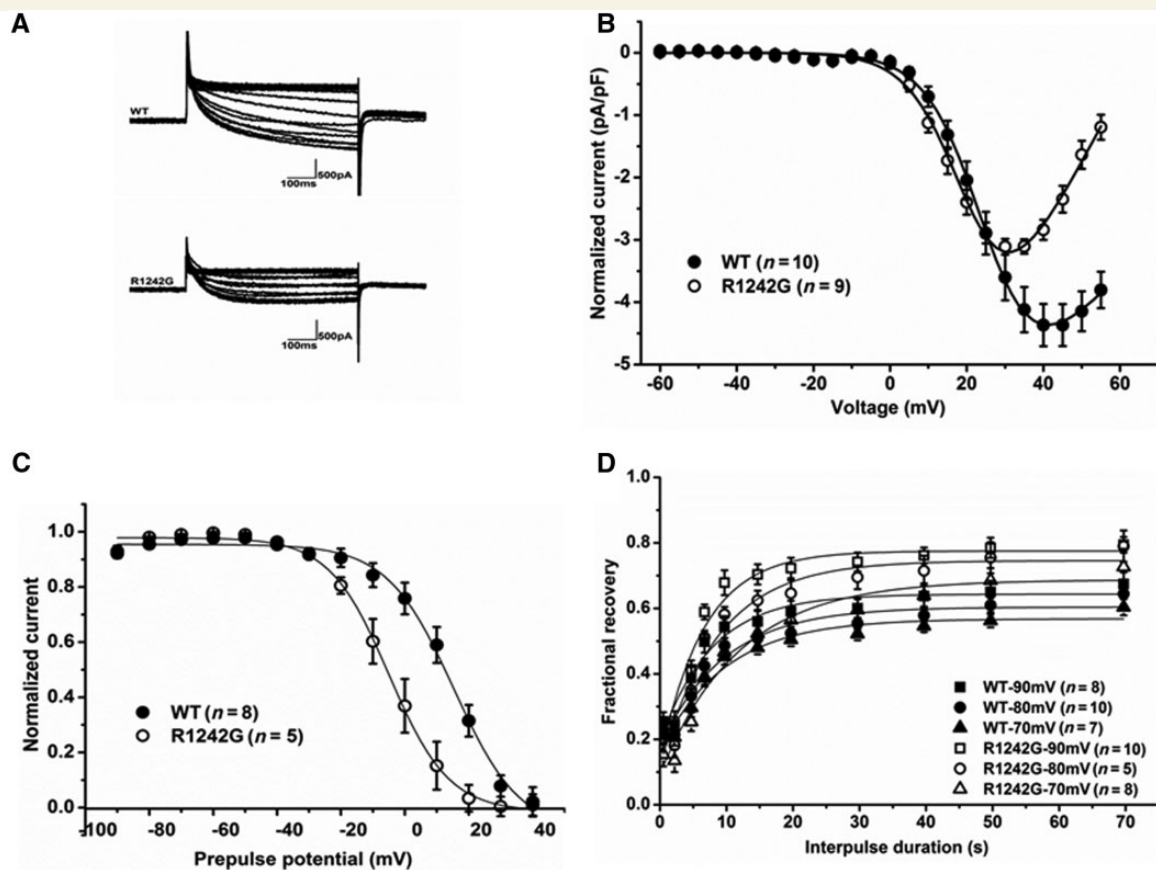 A
WT
500pA
100ms
R1242G
500pA
100ms
B
Normalized current (pA/pF)
0
-1
-2
-3
-4
-5
WT (n = 10)
R1242G (n = 9)
-60 -40 -20 0 20 40 60
Voltage (mV)
C
Normalized current
1.0
0.8
0.6
0.4
0.2
0.0
WT (n = 8)
R1242G (n = 5)
-100 -80 -60 -40 -20 0 20 40
Prepulse potential (mV)
D
Fractional recovery
1.0
0.8
0.6
0.4
0.2
0.0
WT-90mV (n = 8)
WT-80mV (n = 10)
WT-70mV (n = 7)
R1242G-90mV (n = 10)
R1242G-80mV (n = 5)
R1242G-70mV (n = 8)
0 10 20 30 40 50 60 70
Interpulse duration (s)